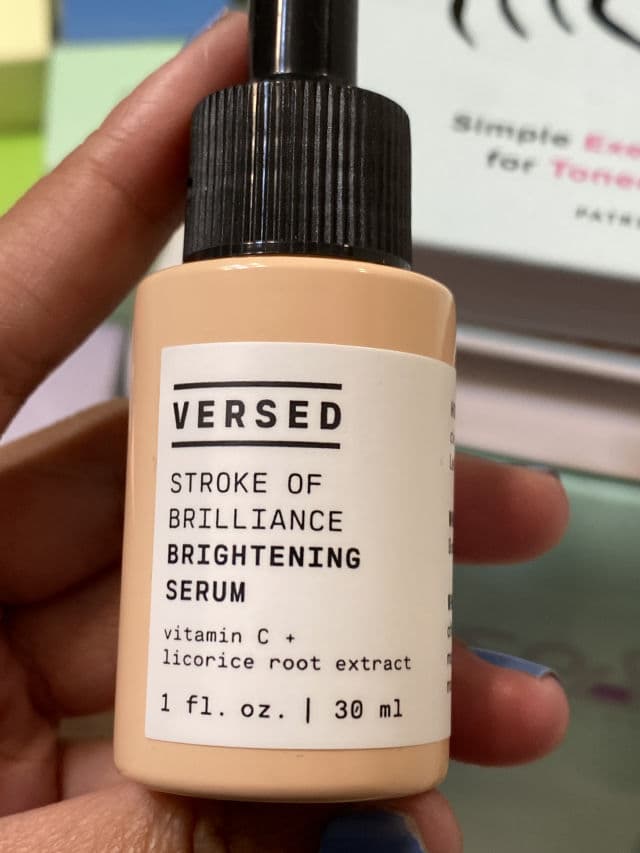 VERSED
STROKE OF
BRILLIANCE
BRIGHTENING
SERUM
vitamin C +
licorice root extract
1 fl. oz. | 30 ml
Simple
for